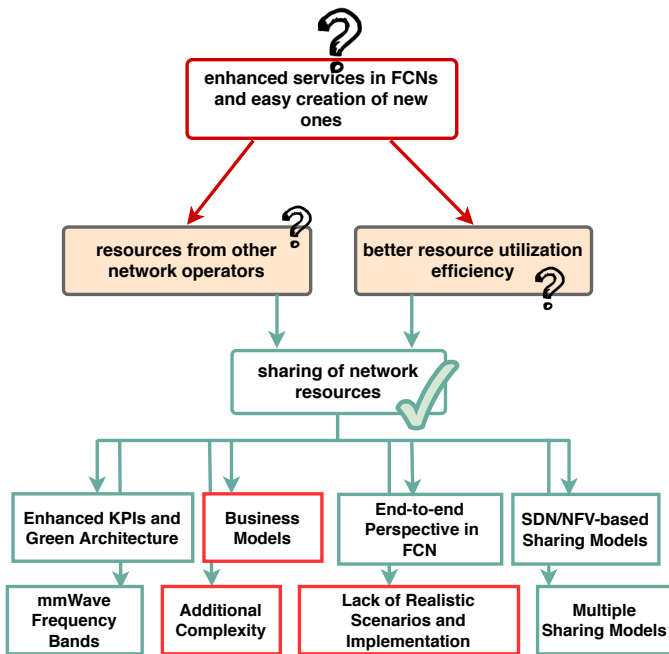 ?
enhanced services in FCNs
and easy creation of new
ones
resources from other
network operators
?
better resource utilization
efficiency
?
sharing of network
resources
Enhanced KPIs and
Green Architecture
Business
Models
End-to-end
Perspective in
FCN
SDN/NFV-based
Sharing Models
mmWave
Frequency
Bands
Additional
Complexity
Lack of Realistic
Scenarios and
Implementation
Multiple
Sharing Models